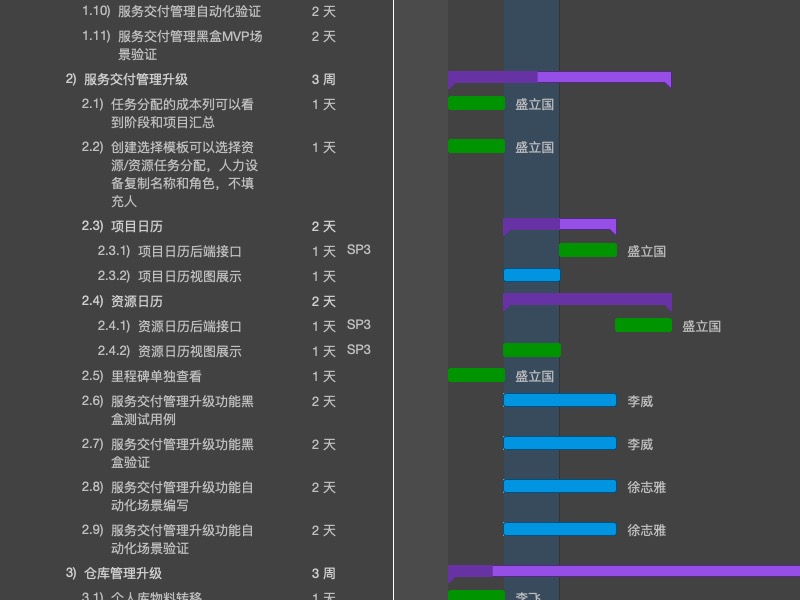 1.10) 服务交付管理自动化验证 2 天
1.11) 服务交付管理黑盒MVP场 2 天
景验证
2) 服务交付管理升级 3 周
2.1) 任务分配的成本列可以看 1 天 盛立国
到阶段和项目汇总
2.2) 创建选择模板可以选择资 1 天 盛立国
源/资源任务分配，人力设
备复制名称和角色，不填
充人
2.3) 项目日历 2 天
2.3.1) 项目日历后端接口 1 天 SP3 盛立国
2.3.2) 项目日历视图展示 1 天
2.4) 资源日历 2 天
2.4.1) 资源日历后端接口 1 天 SP3 盛立国
2.4.2) 资源日历视图展示 1 天 SP3
2.5) 里程碑单独查看 1 天 盛立国
2.6) 服务交付管理升级功能黑 2 天 李威
盒测试用例
2.7) 服务交付管理升级功能黑 2 天 李威
盒验证
2.8) 服务交付管理升级功能自 2 天 徐志雅
动化场景编写
2.9) 服务交付管理升级功能自 2 天 徐志雅
动化场景验证
3) 仓库管理升级 3 周
3.1) 个人库物料转移 1 天 李飞